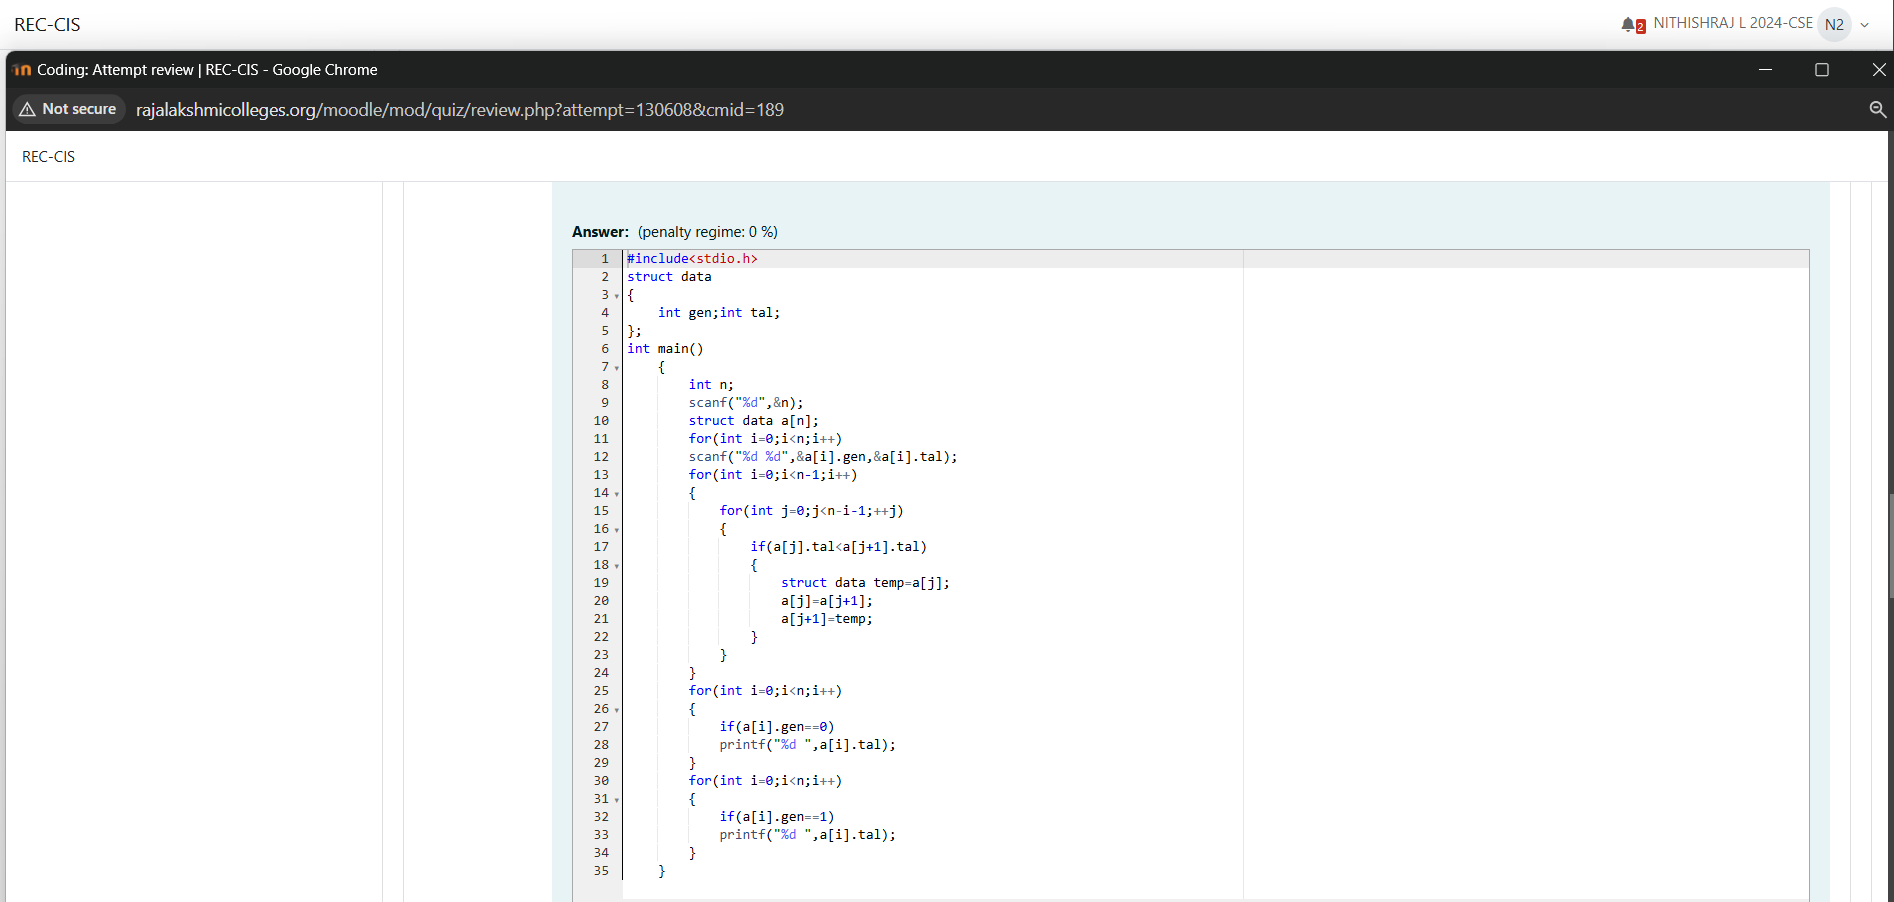 REC-CIS
2 NITHISHRAJ L 2024-CSE N2
Coding: Attempt review | REC-CIS - Google Chrome
Not secure rajalakshmicolleges.org/moodle/mod/quiz/review.php?attempt=130608&cmid=189
REC-CIS
Answer: (penalty regime: 0 %)
1 #include<stdio.h>
2 struct data
3 {
4     int gen;int tal;
5 };
6 int main()
7     {
8         int n;
9         scanf("%d",&n);
10         struct data a[n];
11         for(int i=0;i<n;i++)
12         scanf("%d %d",&a[i].gen,&a[i].tal);
13         for(int i=0;i<n-1;i++)
14         {
15             for(int j=0;j<n-i-1;++j)
16             {
17                 if(a[j].tal<a[j+1].tal)
18                 {
19                     struct data temp=a[j];
20                     a[j]=a[j+1];
21                     a[j+1]=temp;
22                 }
23             }
24         }
25         for(int i=0;i<n;i++)
26         {
27             if(a[i].gen==0)
28             printf("%d ",a[i].tal);
29         }
30         for(int i=0;i<n;i++)
31         {
32             if(a[i].gen==1)
33             printf("%d ",a[i].tal);
34         }
35     }